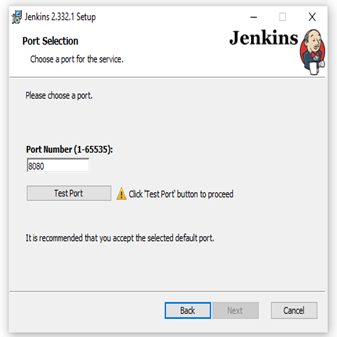 Jenkins 2.332.1 Setup
Port Selection
Choose a port for the service.
Jenkins
Please choose a port.
Port Number (1-65535):
8080
Test Port
Click 'Test Port' button to proceed
It is recommended that you accept the selected default port.
Back
Next
Cancel